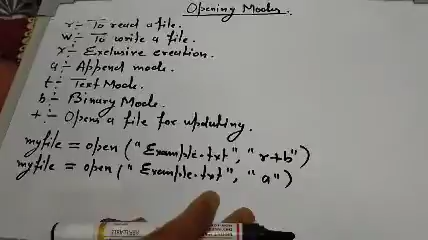 Opening Modes.
r:- To read a file.
w:- To write a file.
x:- Exclusive creation.
a:- Append mode.
t:- Text Mode.
b:- Binary Mode.
+:- Opens a file for updating.
myfile = open ("Example.txt", "r+b")
myfile = open ("Example.txt", "a")